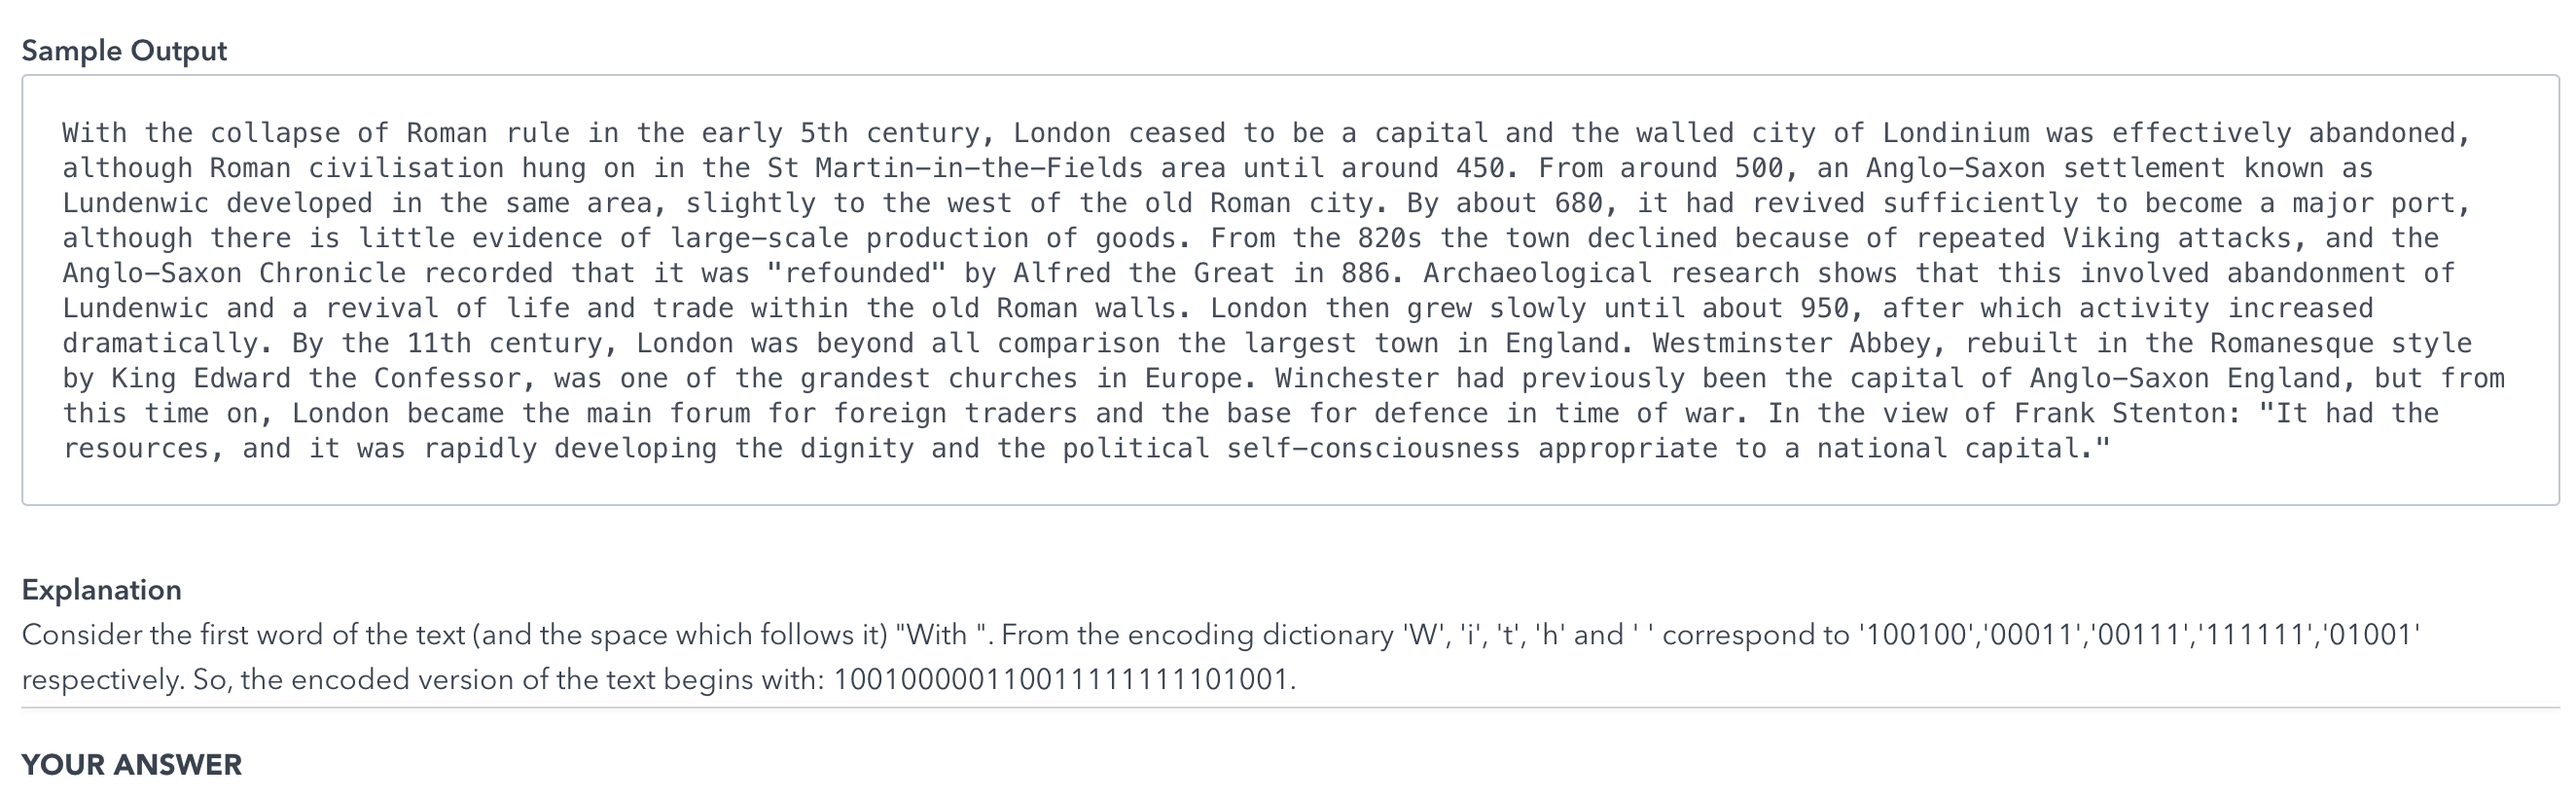 Sample Output
With the collapse of Roman rule in the early 5th century, London ceased to be a capital and the walled city of Londinium was effectively abandoned,
although Roman civilisation hung on in the St Martin-in-the-Fields area until around 450. From around 500, an Anglo-Saxon settlement known as
Lundenwic developed in the same area, slightly to the west of the old Roman city. By about 680, it had revived sufficiently to become a major port,
although there is little evidence of large-scale production of goods. From the 820s the town declined because of repeated Viking attacks, and the
Anglo-Saxon Chronicle recorded that it was "refounded" by Alfred the Great in 886. Archaeological research shows that this involved abandonment of
Lundenwic and a revival of life and trade within the old Roman walls. London then grew slowly until about 950, after which activity increased
dramatically. By the 11th century, London was beyond all comparison the largest town in England. Westminster Abbey, rebuilt in the Romanesque style
by King Edward the Confessor, was one of the grandest churches in Europe. Winchester had previously been the capital of Anglo-Saxon England, but from
this time on, London became the main forum for foreign traders and the base for defence in time of war. In the view of Frank Stenton: "It had the
resources, and it was rapidly developing the dignity and the political self-consciousness appropriate to a national capital."
Explanation
Consider the first word of the text (and the space which follows it) "With ". From the encoding dictionary 'W', 'i', 't', 'h' and ' ' correspond to '100100','00011','00111','111111','01001'
respectively. So, the encoded version of the text begins with: 100100000110011111111101001.
YOUR ANSWER